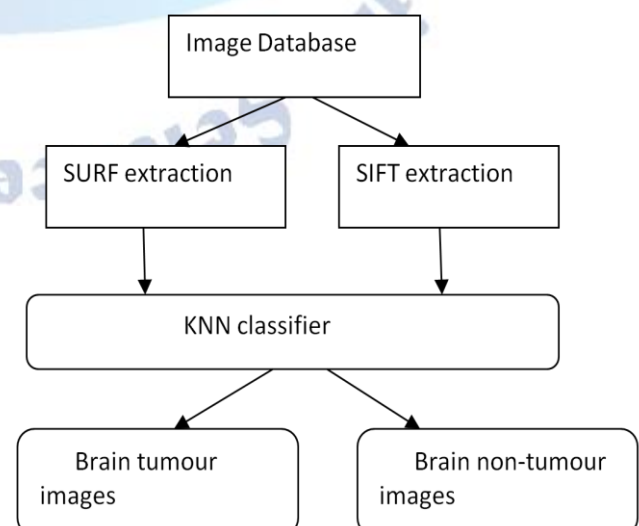 Image Database
SURF extraction
SIFT extraction
KNN classifier
Brain tumour
images
Brain non-tumour
images